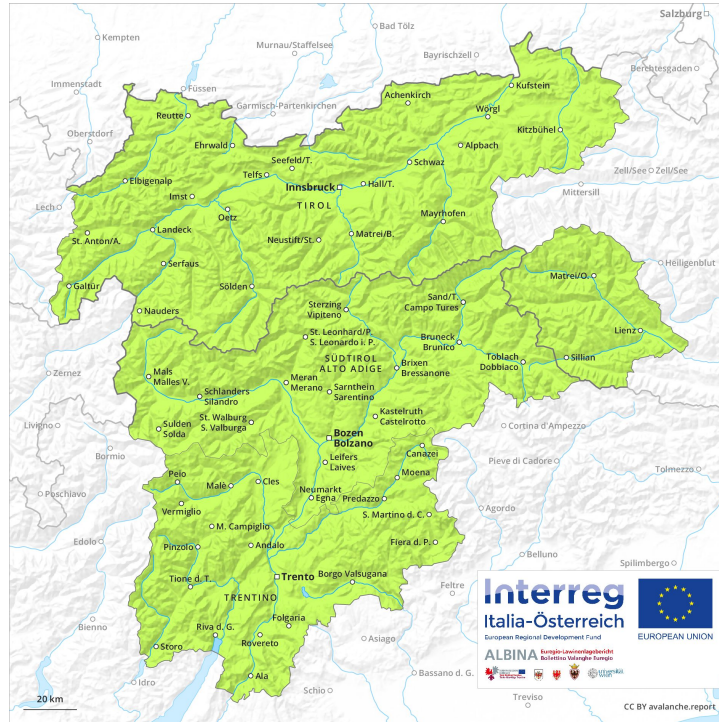 Salzburg
Kempten
Bad Tölz
Murnau/Staffelsee
Bayrischzell
Berchtesgaden
Immenstadt
Füssen
Garmisch-Partenkirchen
Achenkirch
Kufstein
Reutte
Wörgl
Oberstdorf
Ehrwald
Kitzbühel
Seefeld/T.
Alpbach
Schwaz
Zell/See
Zell/See
Elbigenalp
Telfs
Innsbruck
Hall/T.
Mittersill
Imst
TIROL
Lech
Oetz
Mayrhofen
St. Anton/A.
Landeck
Neustift/St.
Matrei/B.
Serfaus
Heiligenblut
Matrei/O.
Galtür
Sölden
Nauders
Sterzing
Vipiteno
Sand/T.
Campo Tures
Lienz
St. Leonhard/P.
S. Leonardo i. P.
Bruneck
Brunico
Toblach
Dobbiaco
Sillian
SÜDTIROL
ALTO ADIGE
Brixen
Bressanone
Zernez
Mals
Malles V.
Meran
Merano
Schlanders
Silandro
Sarnthein
Sarentino
Kastelruth
Castelrotto
Livigno
Sulden
Solda
St. Walburg
S. Valburga
Cortina d'Ampezzo
Bozen
Bolzano
Bormio
Leifers
Laives
Canazei
Pieve di Cadore
Tolmezzo
Poschiavo
Peio
Malè
Cles
Moena
Neumarkt
Egna
Predazzo
Vermiglio
Agordo
S. Martino d. C.
M. Campiglio
Edolo
Pinzolo
Andalo
Fiera d. P.
Belluno
Spilimbergo
Tione d. T.
Trento
Borgo Valsugana
Feltre
TRENTINO
Bienno
Folgaria
Riva d. G.
Rovereto
Asiago
Storo
Idro
Ala
Schio
Bassano d. G.
Treviso
Interreg
Italia-Österreich
European Regional Development Fund
EUROPEAN UNION
ALBINA
Euregio-Lawinenlagebericht
Bollettino Valanghe Euregio
universität
wien
20 km
CC BY avalanche.report